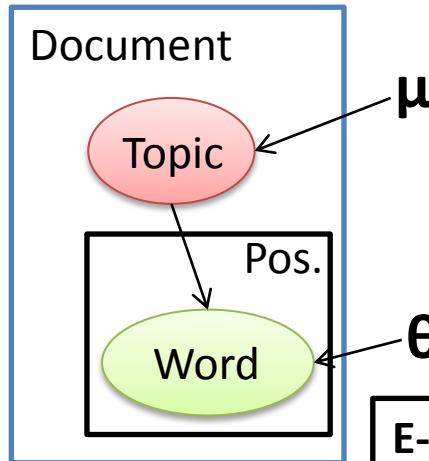 Document
μ
Topic
Pos.
θ
Word
E-